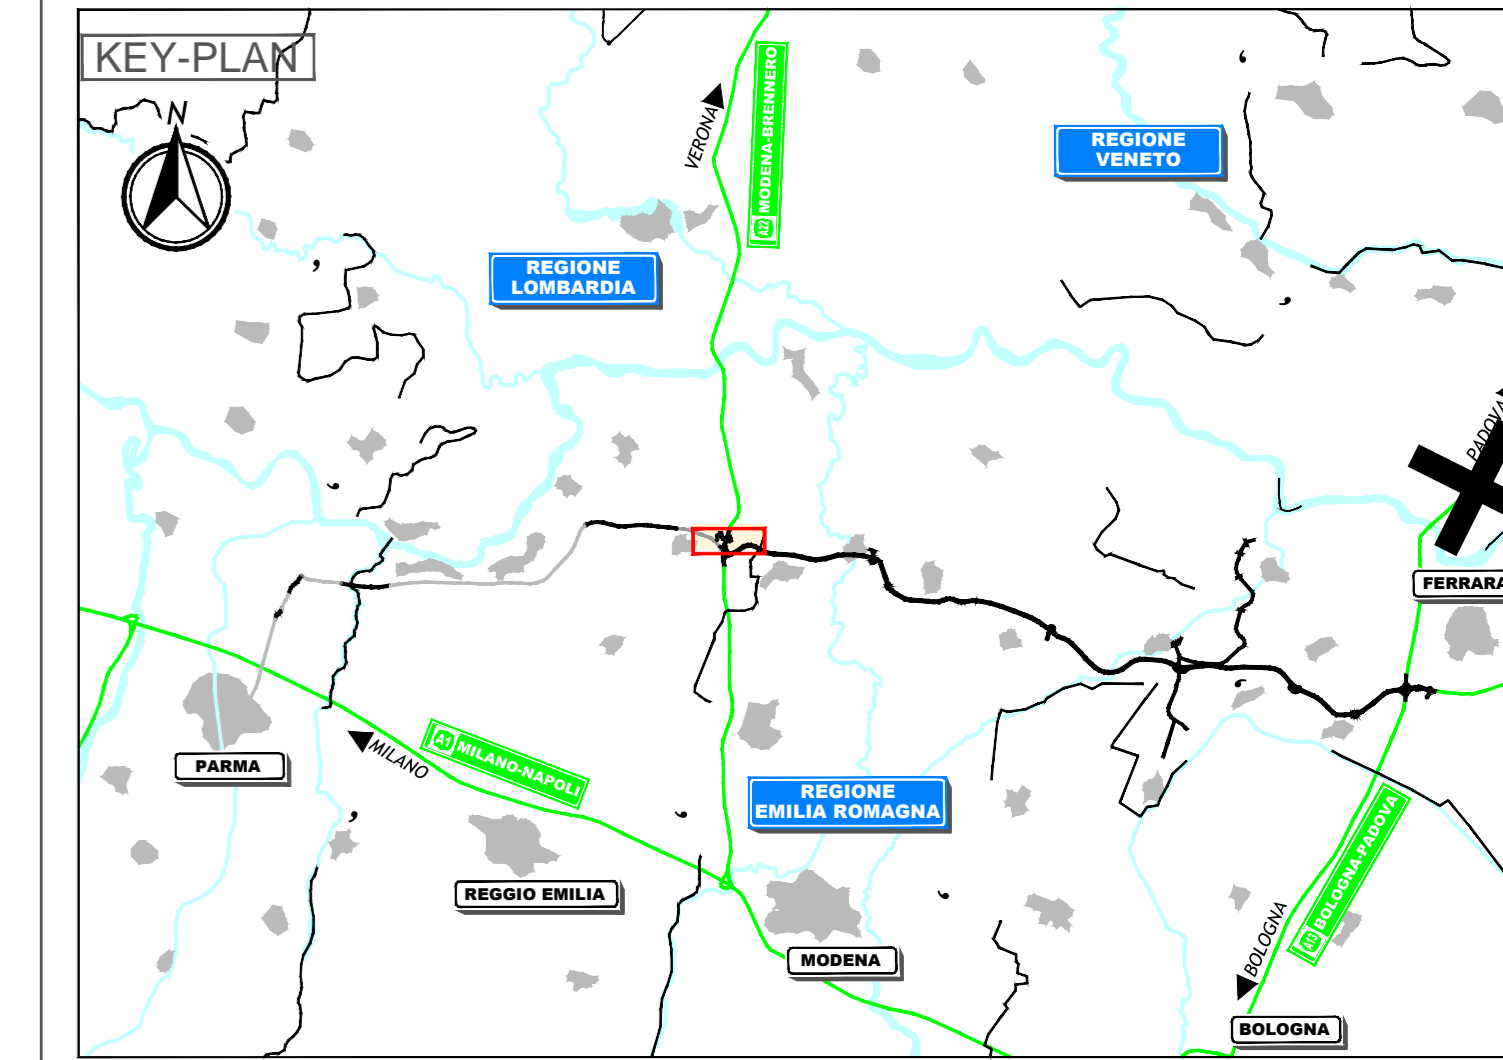 KEY-PLAN
N
VERONA
A22 MODENA-BRENNERO
REGIONE
VENETO
REGIONE
LOMBARDIA
PADOVA
FERRARA
PARMA
MILANO
A1 MILANO-NAPOLI
REGIONE
EMILIA ROMAGNA
REGGIO EMILIA
MODENA
A13 BOLOGNA-PADOVA
BOLOGNA
BOLOGNA